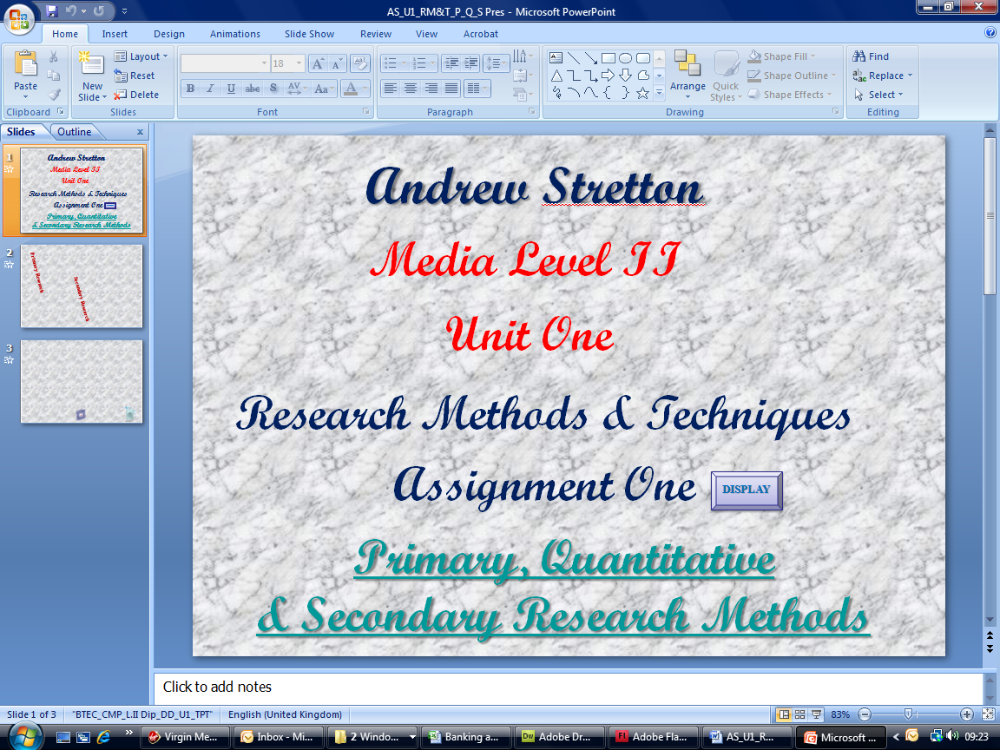 AS_U1_RM&T_P_Q_S Pres - Microsoft PowerPoint
Home Insert Design Animations Slide Show Review View Acrobat
Paste
New Slide
Layout
Reset
Delete
18
B I U abc S AV Aa A
Shape Fill
Shape Outline
Shape Effects
Arrange
Quick Styles
Find
Replace
Select
Clipboard Slides Font Paragraph Drawing Editing
Slides Outline x
1
Andrew Stretton
Media Level II
Unit One
Research Methods & Techniques
Assignment One
Primary, Quantitative
& Secondary Research Methods
2
Primary Research
Secondary Research
3
Andrew Stretton
Media Level II
Unit One
Research Methods & Techniques
Assignment One DISPLAY
Primary, Quantitative
& Secondary Research Methods
Click to add notes
Slide 1 of 3 "BTEC_CMP_L.II Dip_DD_U1_TPT" English (United Kingdom) 83%
Virgin Me... Inbox - Mi... 2 Window... Banking a... Adobe Dr... Adobe Fla... AS_U1_R... Microsoft ... 09:23